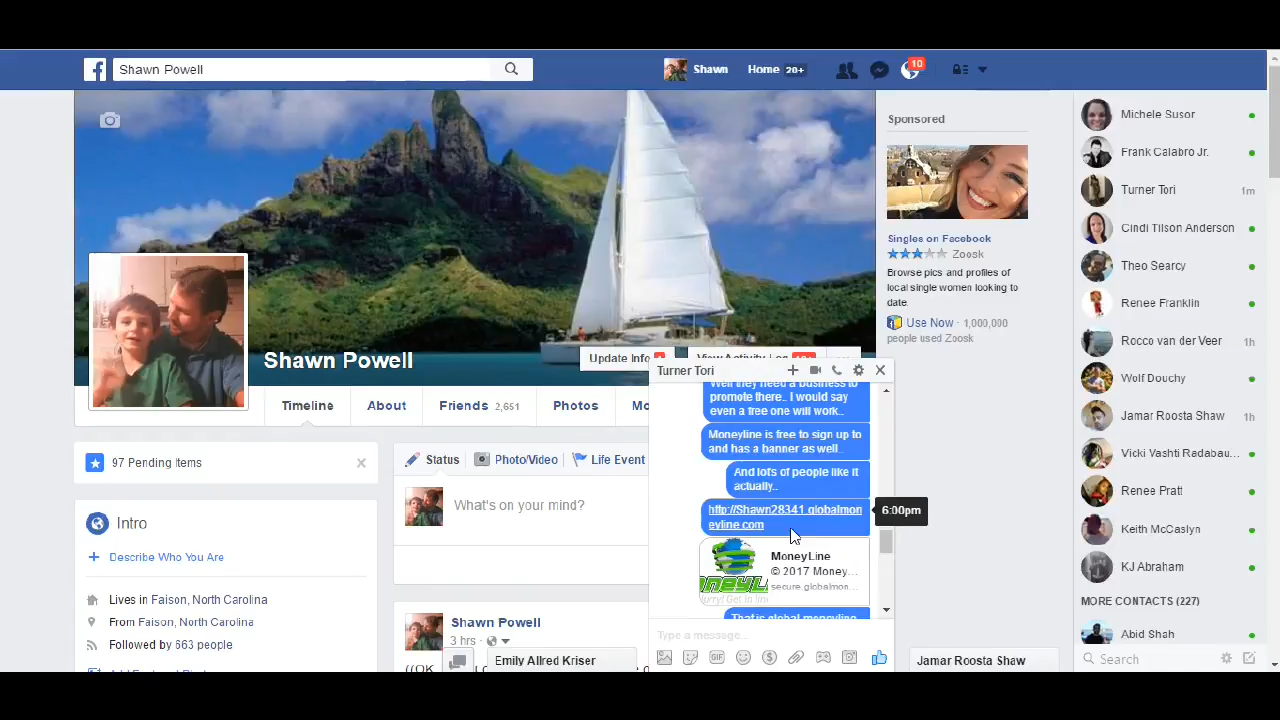 Shawn Powell
Shawn
Home 20+
10
Sponsored
Singles on Facebook
Zoosk
Browse pics and profiles of
local single women looking to
date.
Use Now · 1,000,000
people used Zoosk
Shawn Powell
Update Info
View Activity Log
Timeline
About
Friends 2,651
Photos
Mo
97 Pending Items
Intro
Describe Who You Are
Lives in Faison, North Carolina
From Faison, North Carolina
Followed by 663 people
Status
Photo/Video
Life Event
What's on your mind?
Shawn Powell
3 hrs ·
Emily Allred Kriser
Turner Tori
Well they need a business to
promote there.. I would say
even a free one will work..
Moneyline is free to sign up to
and has a banner as well..
And lots of people like it
actually..
http://Shawn28341.globalmon
eyline.com
6:00pm
MoneyLine
© 2017 Money...
secure.globalmon...
That is global moneyline
Type a message...
GIF
Jamar Roosta Shaw
Michele Susor
Frank Calabro Jr.
Turner Tori 1m
Cindi Tilson Anderson
Theo Searcy
Renee Franklin
Rocco van der Veer 1h
Wolf Douchy
Jamar Roosta Shaw 1h
Vicki Vashti Radabau...
Renee Pratt
Keith McCaslyn
KJ Abraham
MORE CONTACTS (227)
Abid Shah
Search